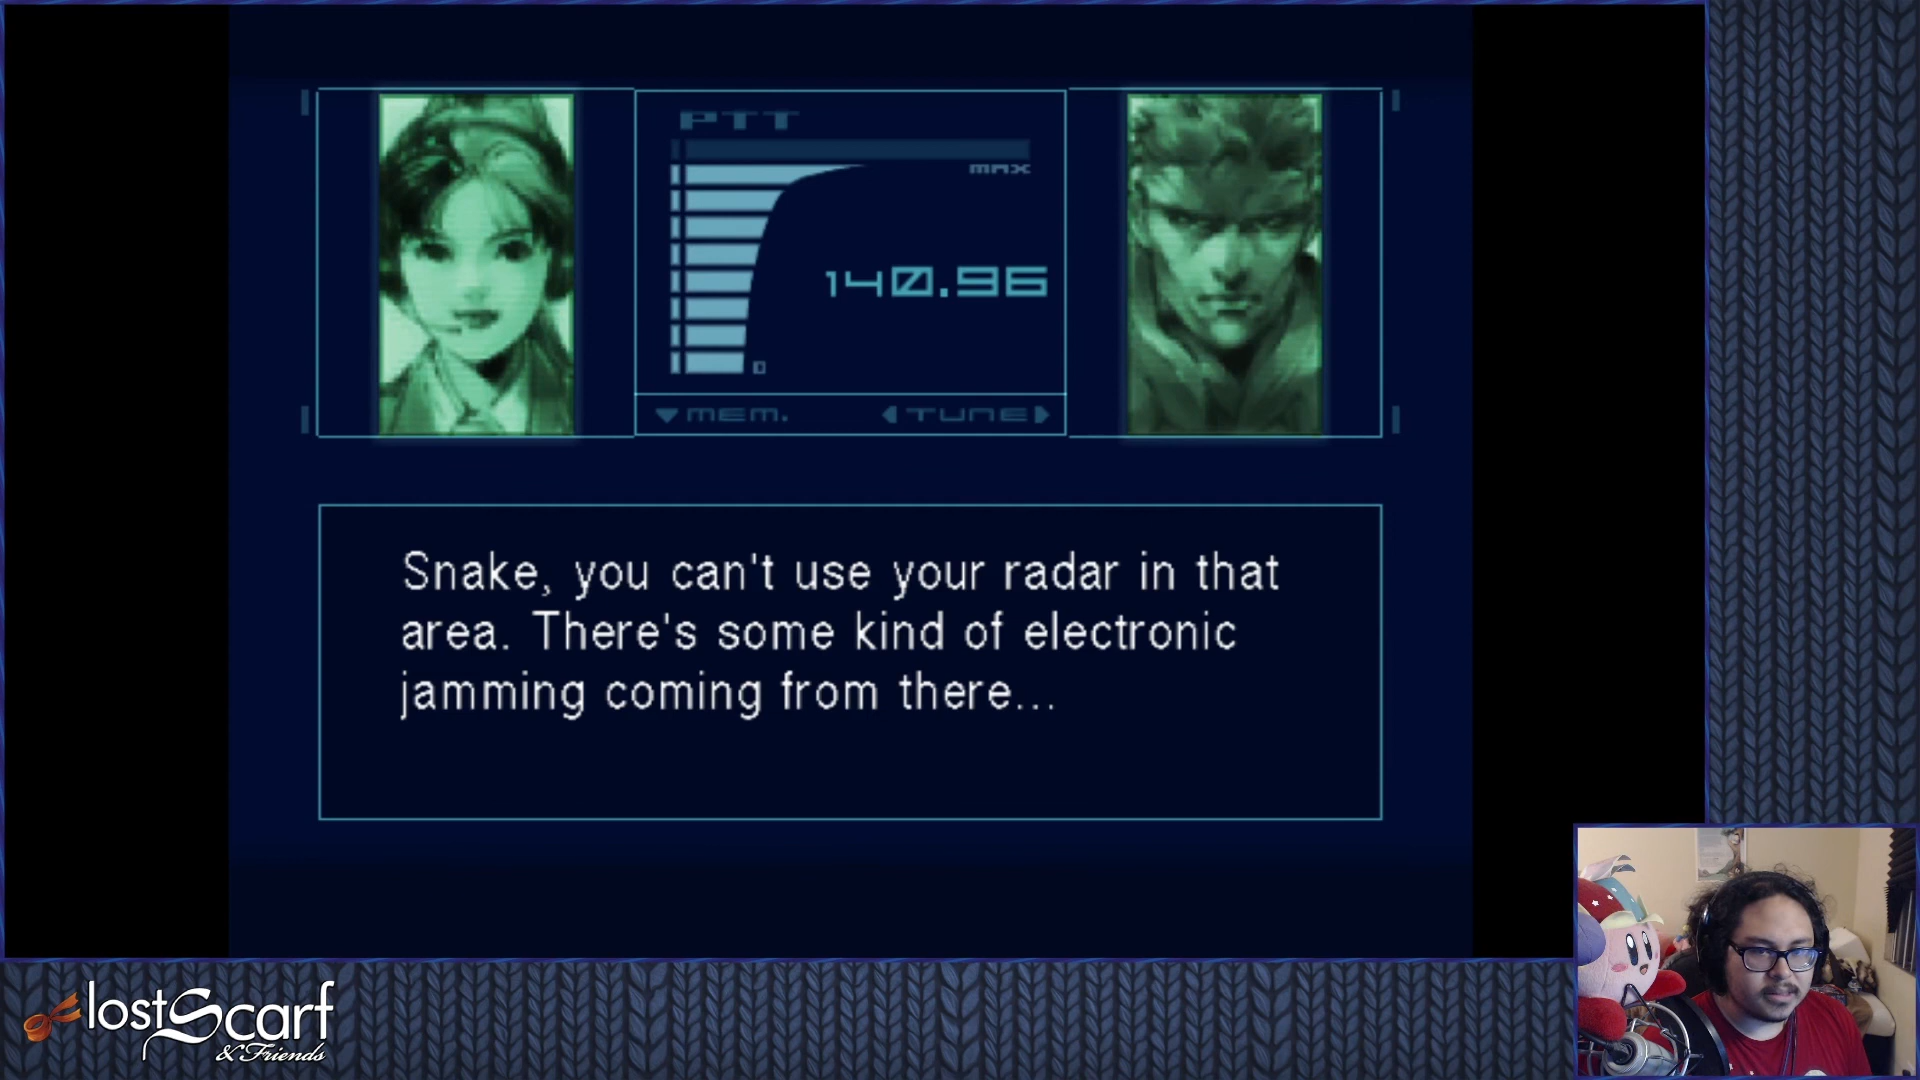 PTT
MAX
140.96
0
MEM.
TUNE
Snake, you can't use your radar in that
area. There's some kind of electronic
jamming coming from there...
lostScarf
& Friends